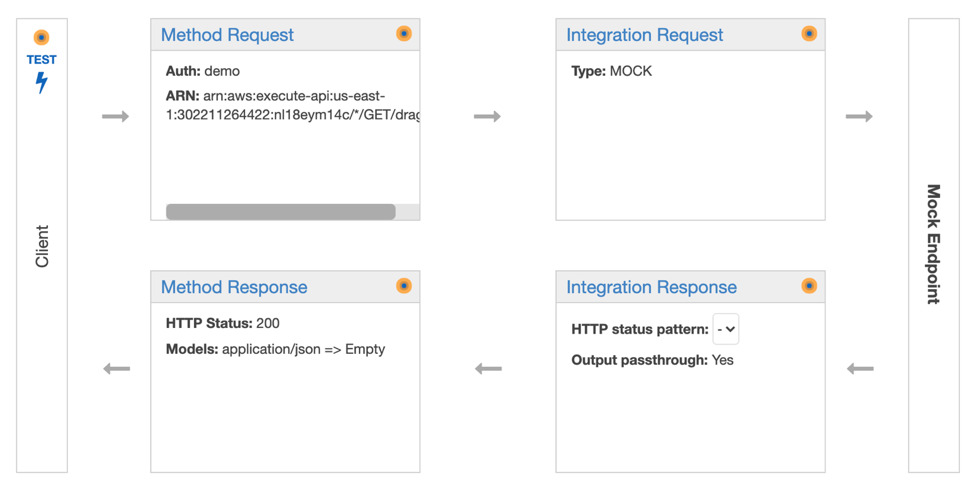 TEST
Client
Method Request
Auth: demo
ARN: arn:aws:execute-api:us-east-
1:302211264422:nl18eym14c/*/GET/drag
Integration Request
Type: MOCK
Mock Endpoint
Method Response
HTTP Status: 200
Models: application/json => Empty
Integration Response
HTTP status pattern: -
Output passthrough: Yes